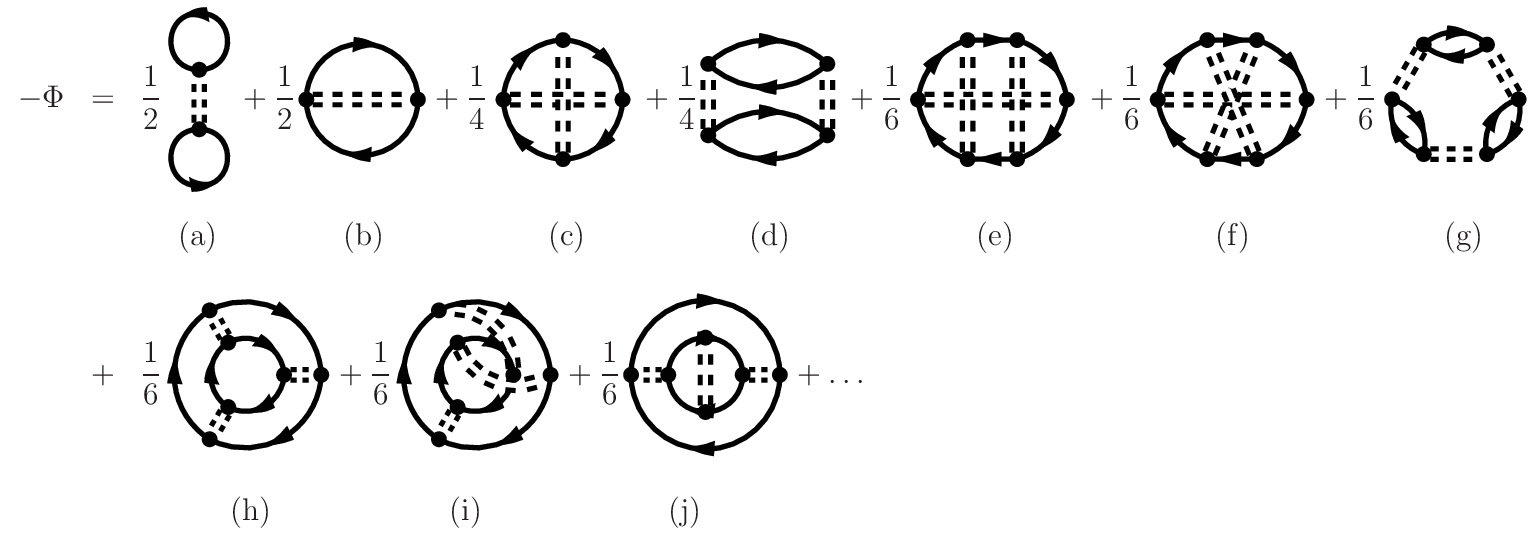 −Φ = 1/2 + 1/2 + 1/4 + 1/4 + 1/6 + 1/6 + 1/6
(a) (b) (c) (d) (e) (f) (g)
+ 1/6 + 1/6 + 1/6 + ...
(h) (i) (j)